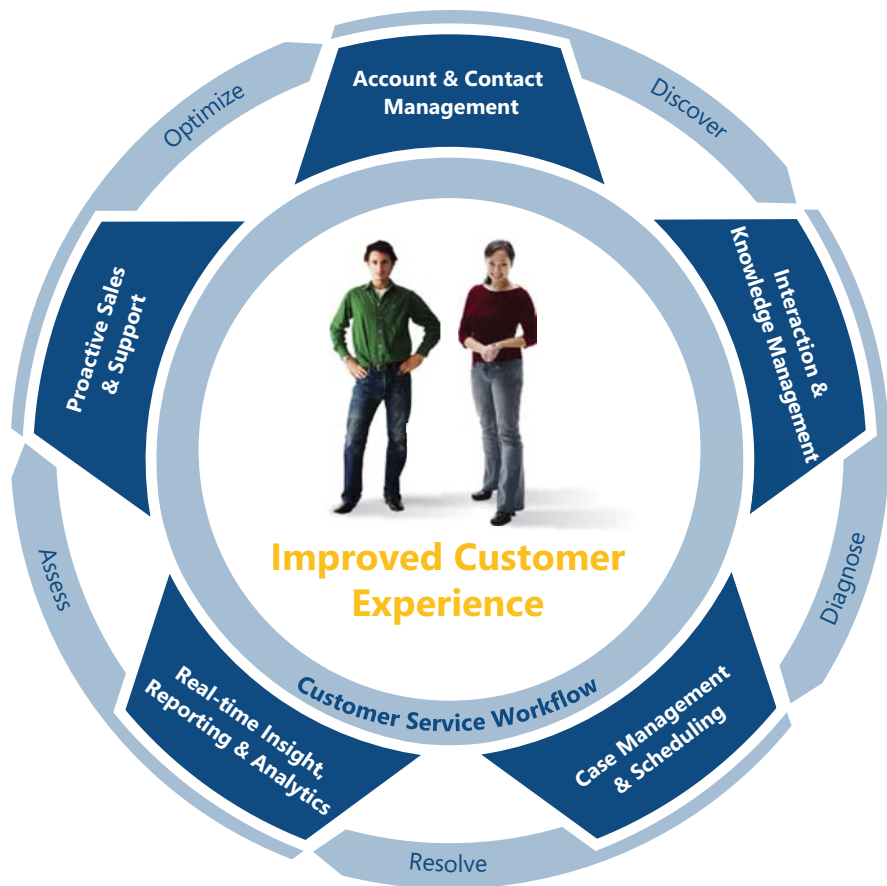 Account & Contact
Management
Discover
Interaction &
Knowledge Management
Diagnose
Case Management
& Scheduling
Resolve
Real-time Insight,
Reporting & Analytics
Assess
Proactive Sales
& Support
Optimize
Improved Customer
Experience
Customer Service Workflow